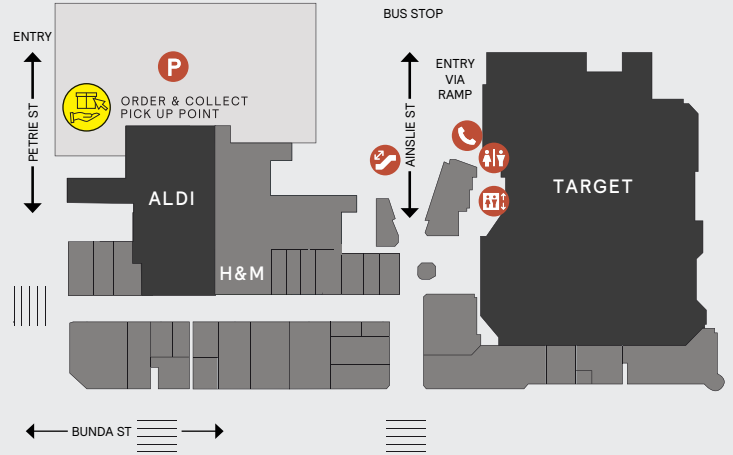 BUS STOP
ENTRY
P
ENTRY
VIA
RAMP
ORDER & COLLECT
PICK UP POINT
PETRIE ST
AINSLIE ST
ALDI
TARGET
H&M
BUNDA ST